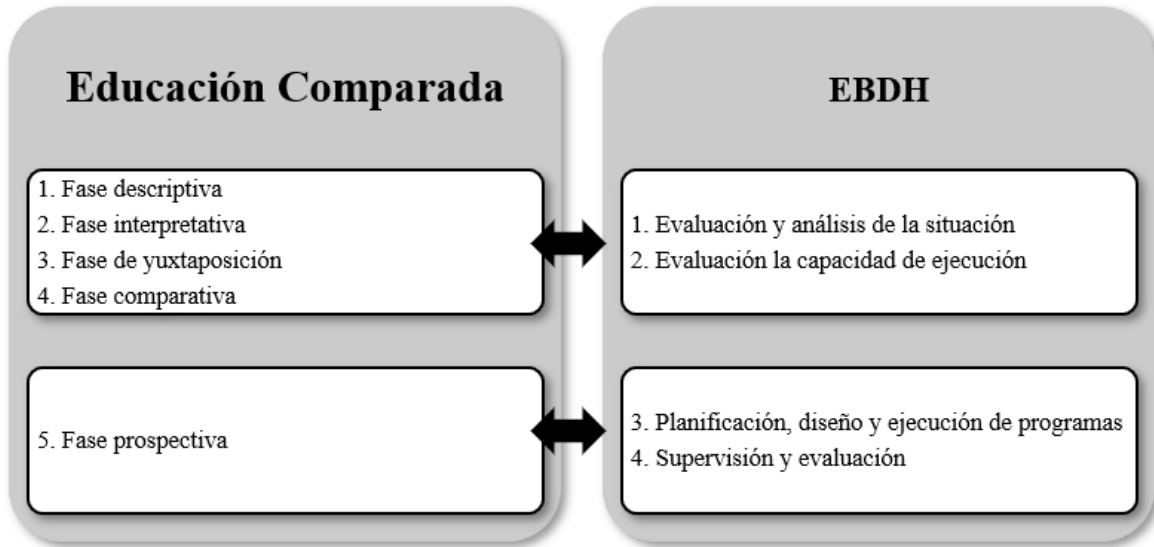 Educación Comparada
1. Fase descriptiva
2. Fase interpretativa
3. Fase de yuxtaposición
4. Fase comparativa
5. Fase prospectiva
EBDH
1. Evaluación y análisis de la situación
2. Evaluación la capacidad de ejecución
3. Planificación, diseño y ejecución de programas
4. Supervisión y evaluación